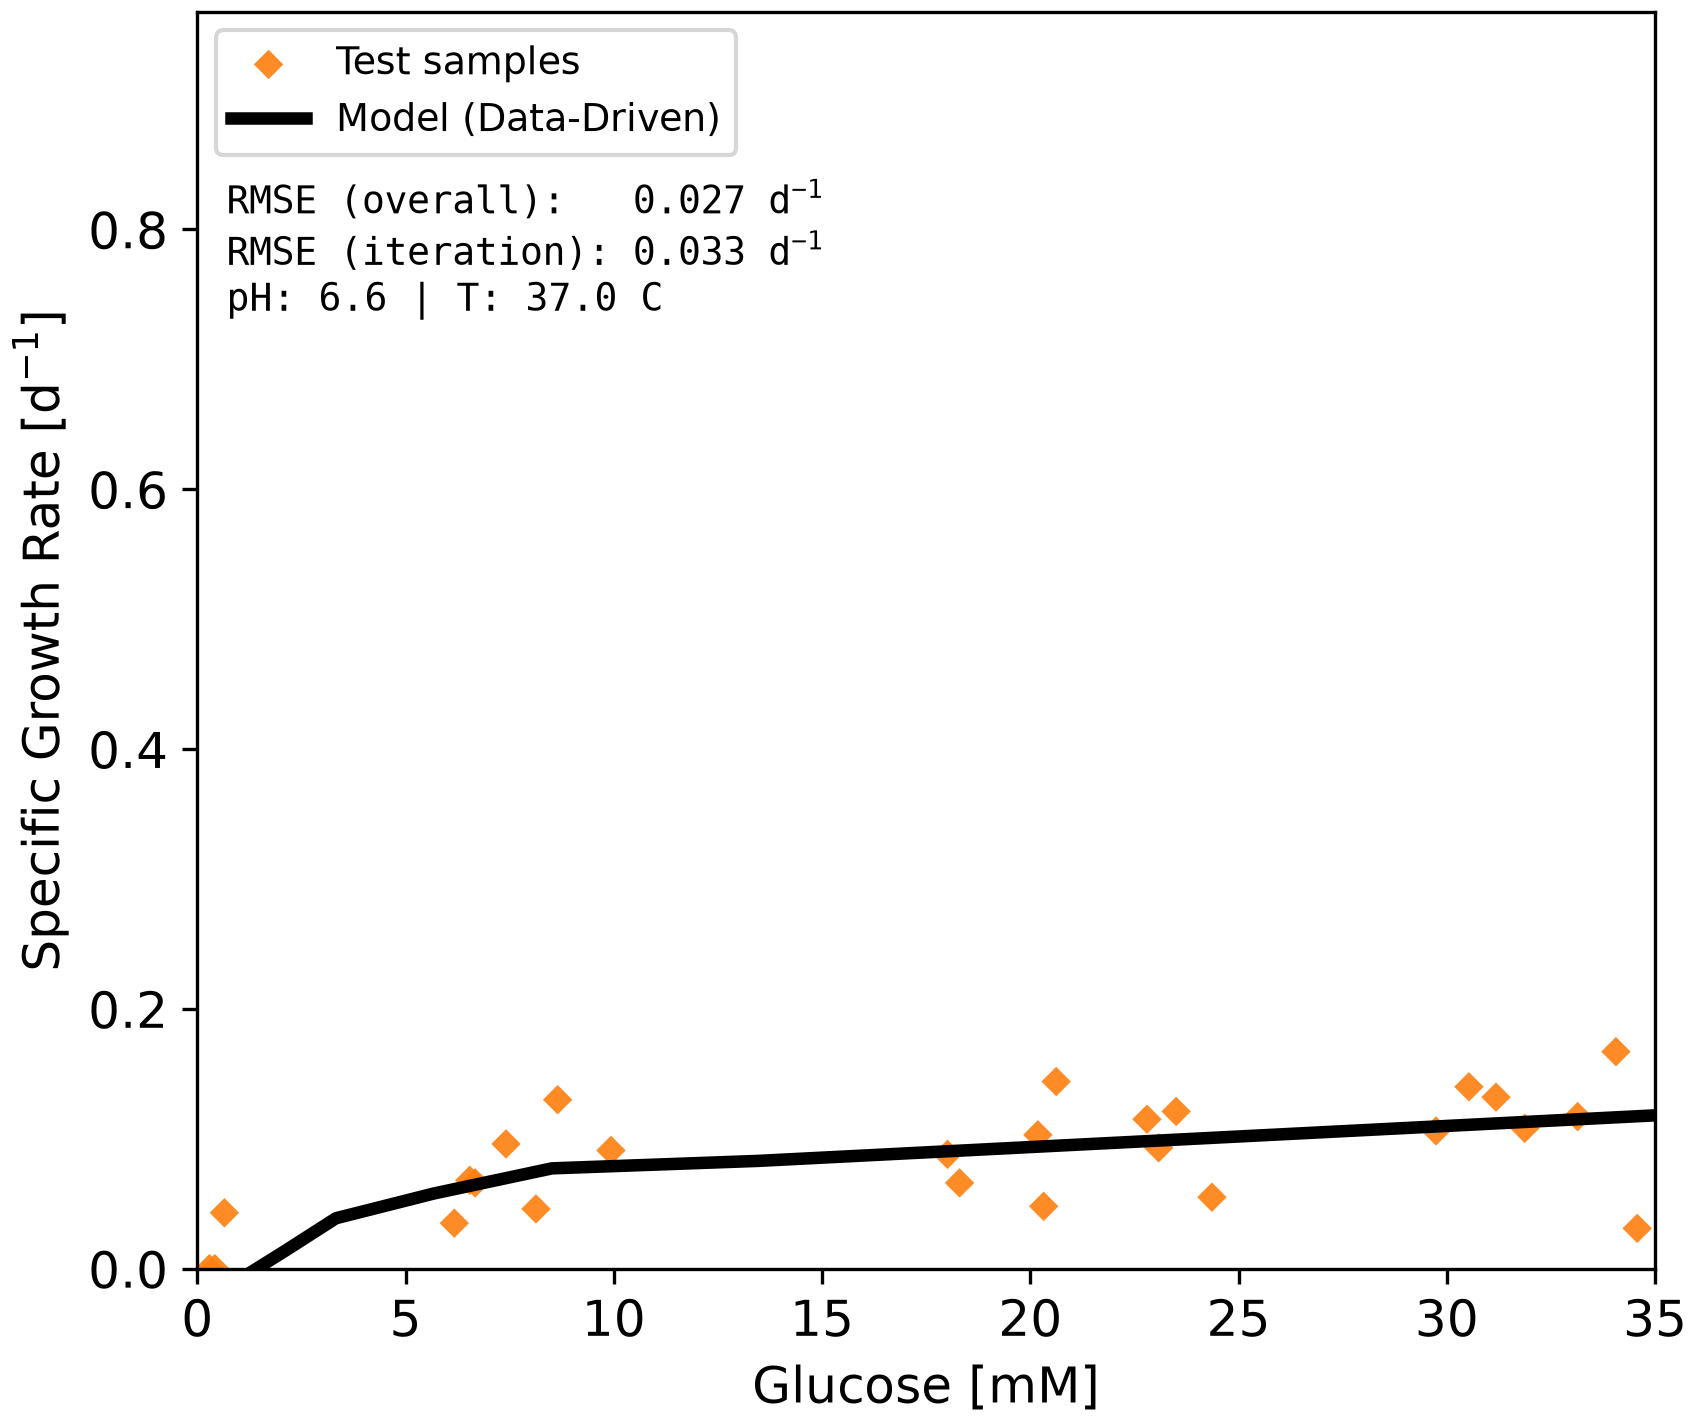 Test samples
Model (Data-Driven)
RMSE (overall):   0.027 d⁻¹
RMSE (iteration): 0.033 d⁻¹
pH: 6.6 | T: 37.0 C
Specific Growth Rate [d⁻¹]
0.8
0.6
0.4
0.2
0.0
0 5 10 15 20 25 30 35
Glucose [mM]